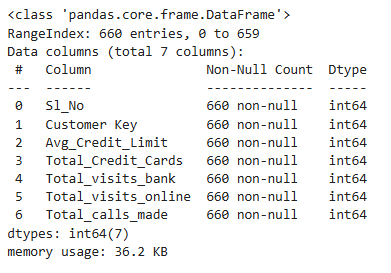 <class 'pandas.core.frame.DataFrame'>
RangeIndex: 660 entries, 0 to 659
Data columns (total 7 columns):
 #   Column               Non-Null Count  Dtype
---  ------               --------------  -----
 0   Sl_No                660 non-null    int64
 1   Customer Key         660 non-null    int64
 2   Avg_Credit_Limit     660 non-null    int64
 3   Total_Credit_Cards   660 non-null    int64
 4   Total_visits_bank    660 non-null    int64
 5   Total_visits_online  660 non-null    int64
 6   Total_calls_made     660 non-null    int64
dtypes: int64(7)
memory usage: 36.2 KB